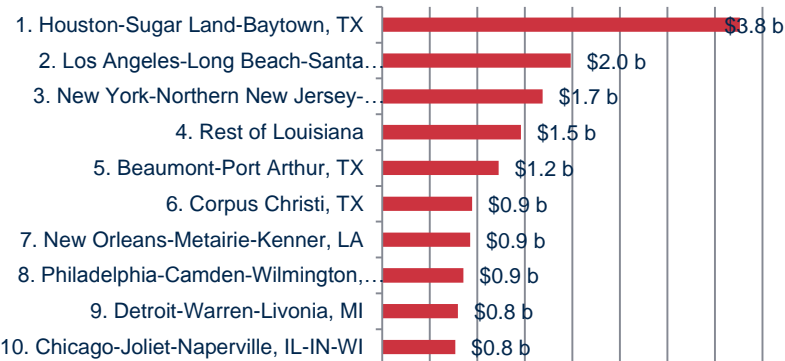 1. Houston-Sugar Land-Baytown, TX $3.8 b
2. Los Angeles-Long Beach-Santa… $2.0 b
3. New York-Northern New Jersey-… $1.7 b
4. Rest of Louisiana $1.5 b
5. Beaumont-Port Arthur, TX $1.2 b
6. Corpus Christi, TX $0.9 b
7. New Orleans-Metairie-Kenner, LA $0.9 b
8. Philadelphia-Camden-Wilmington,… $0.9 b
9. Detroit-Warren-Livonia, MI $0.8 b
10. Chicago-Joliet-Naperville, IL-IN-WI $0.8 b